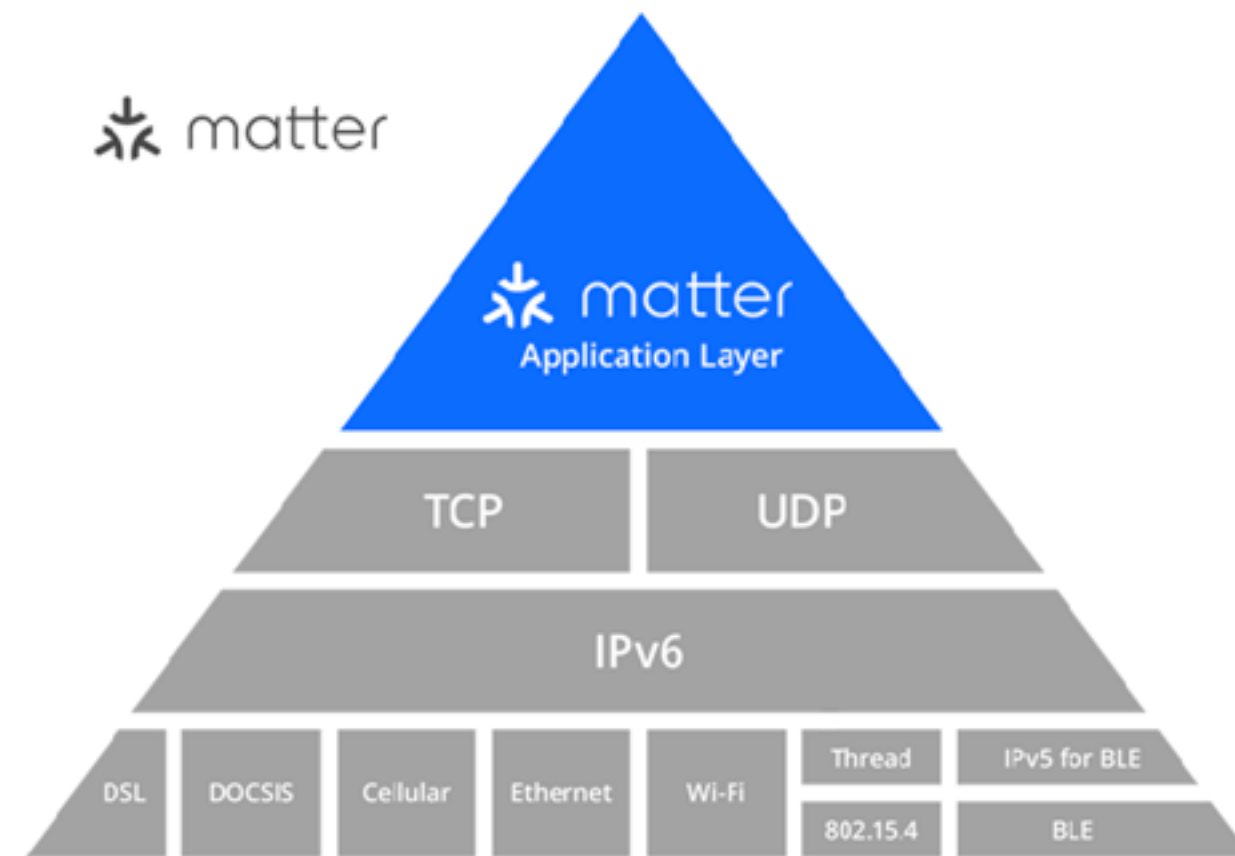 matter
matter
Application Layer
TCP UDP
IPv6
DSL DOCSIS Cellular Ethernet Wi-Fi Thread IPv5 for BLE
802.15.4 BLE